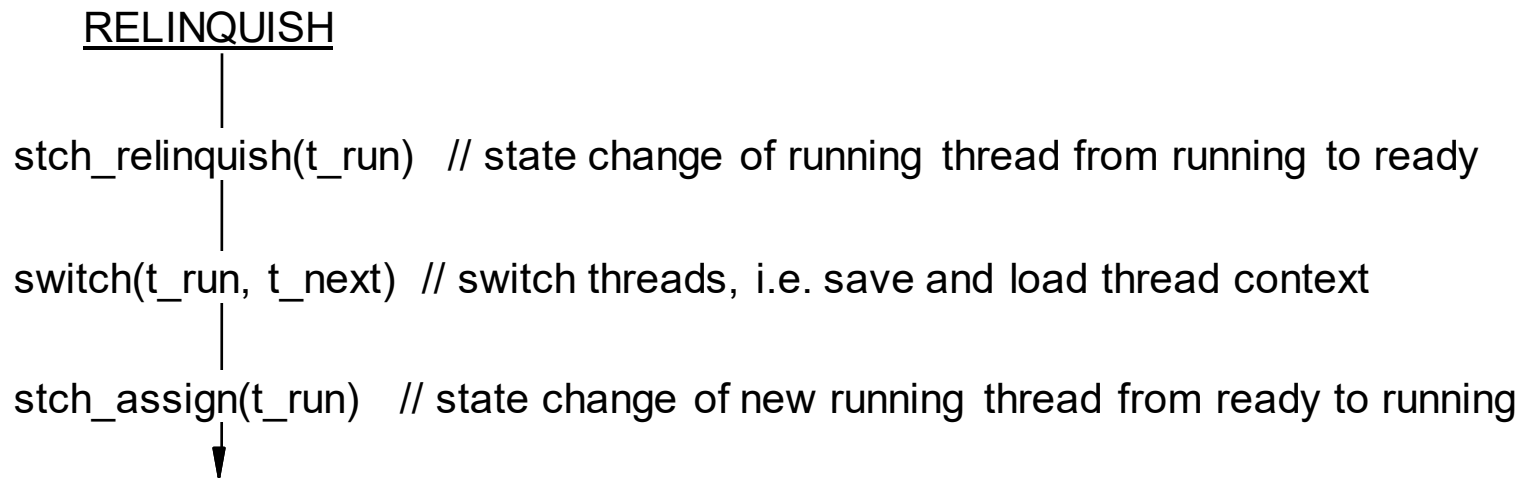 RELINQUISH
stch_relinquish(t_run) // state change of running thread from running to ready
switch(t_run, t_next) // switch threads, i.e. save and load thread context
stch_assign(t_run) // state change of new running thread from ready to running